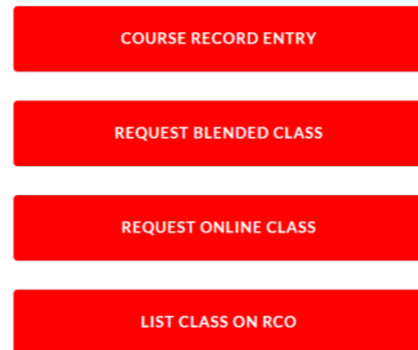 COURSE RECORD ENTRY
REQUEST BLENDED CLASS
REQUEST ONLINE CLASS
LIST CLASS ON RCO